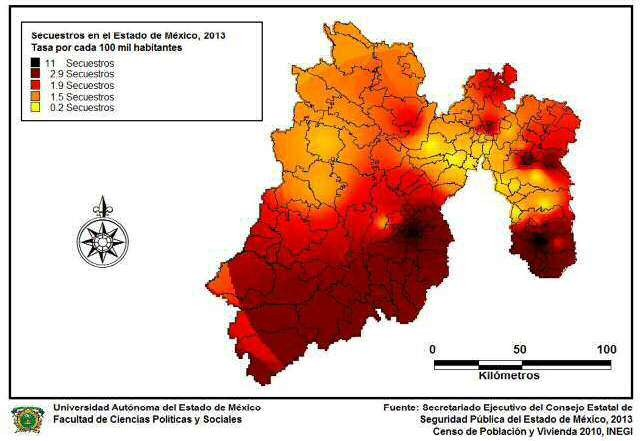 Secuestros en el Estado de México, 2013
Tasa por cada 100 mil habitantes
11 Secuestros
2.9 Secuestros
1.9 Secuestros
1.5 Secuestros
0.2 Secuestros
0 50 100
Kilómetros
Universidad Autónoma del Estado de México
Facultad de Ciencias Políticas y Sociales
Fuente: Secretariado Ejecutivo del Consejo Estatal de
Seguridad Pública del Estado de México, 2013
Censo de Población y Vivienda 2010, INEGI